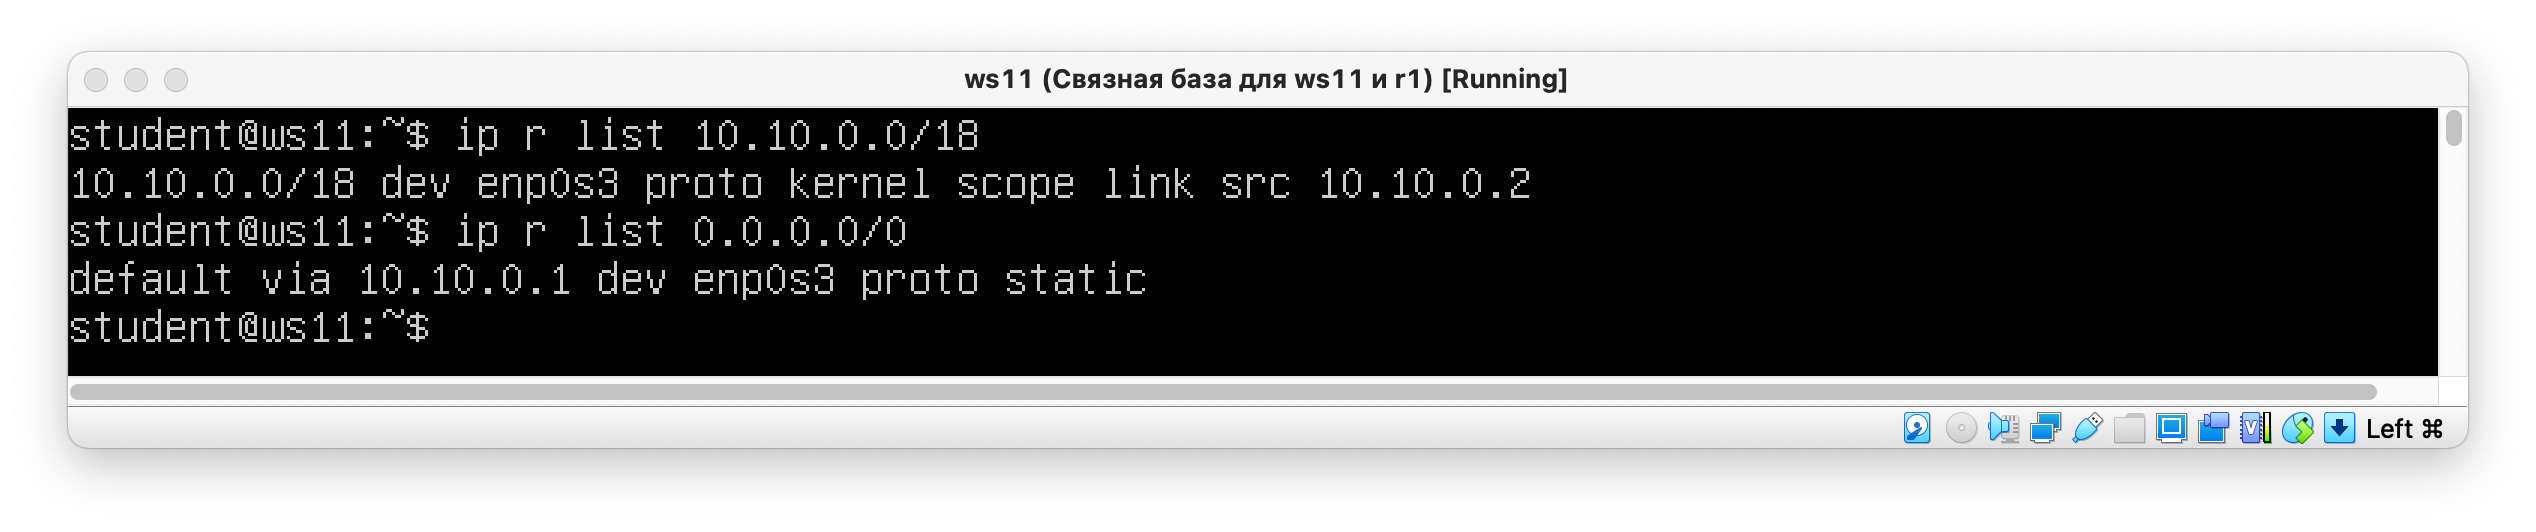 ws11 (Связная база для ws11 и r1) [Running]
student@ws11:~$ ip r list 10.10.0.0/18
10.10.0.0/18 dev enp0s3 proto kernel scope link src 10.10.0.2
student@ws11:~$ ip r list 0.0.0.0/0
default via 10.10.0.1 dev enp0s3 proto static
student@ws11:~$
Left ⌘